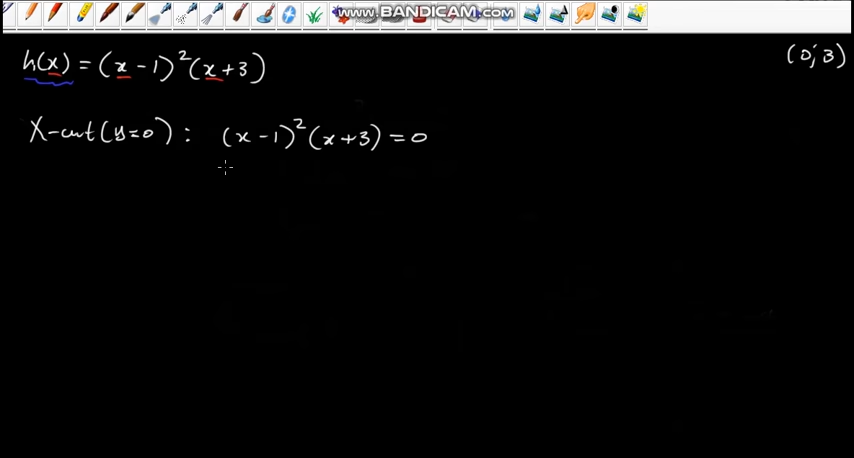 www.BANDICAM.com
h(x) = (x - 1)²(x + 3)
(0; 3)
X-cut (y=0) : (x - 1)²(x + 3) = 0